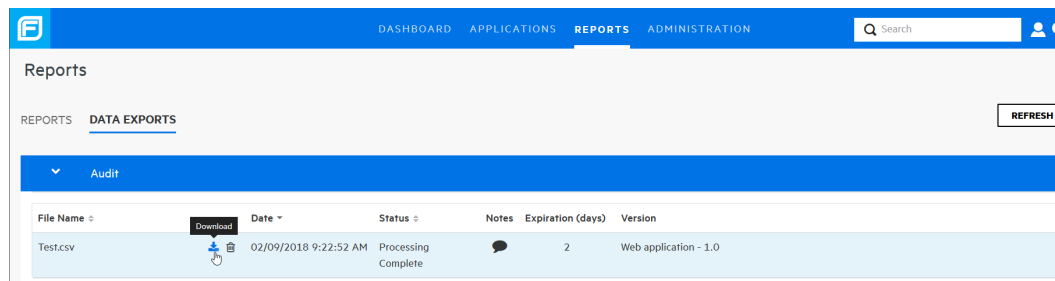 DASHBOARD APPLICATIONS REPORTS ADMINISTRATION Search
Reports
REPORTS DATA EXPORTS REFRESH
Audit
File Name Date Status Notes Expiration (days) Version
Download
Test.csv 02/09/2018 9:22:52 AM Processing 2 Web application - 1.0
Complete